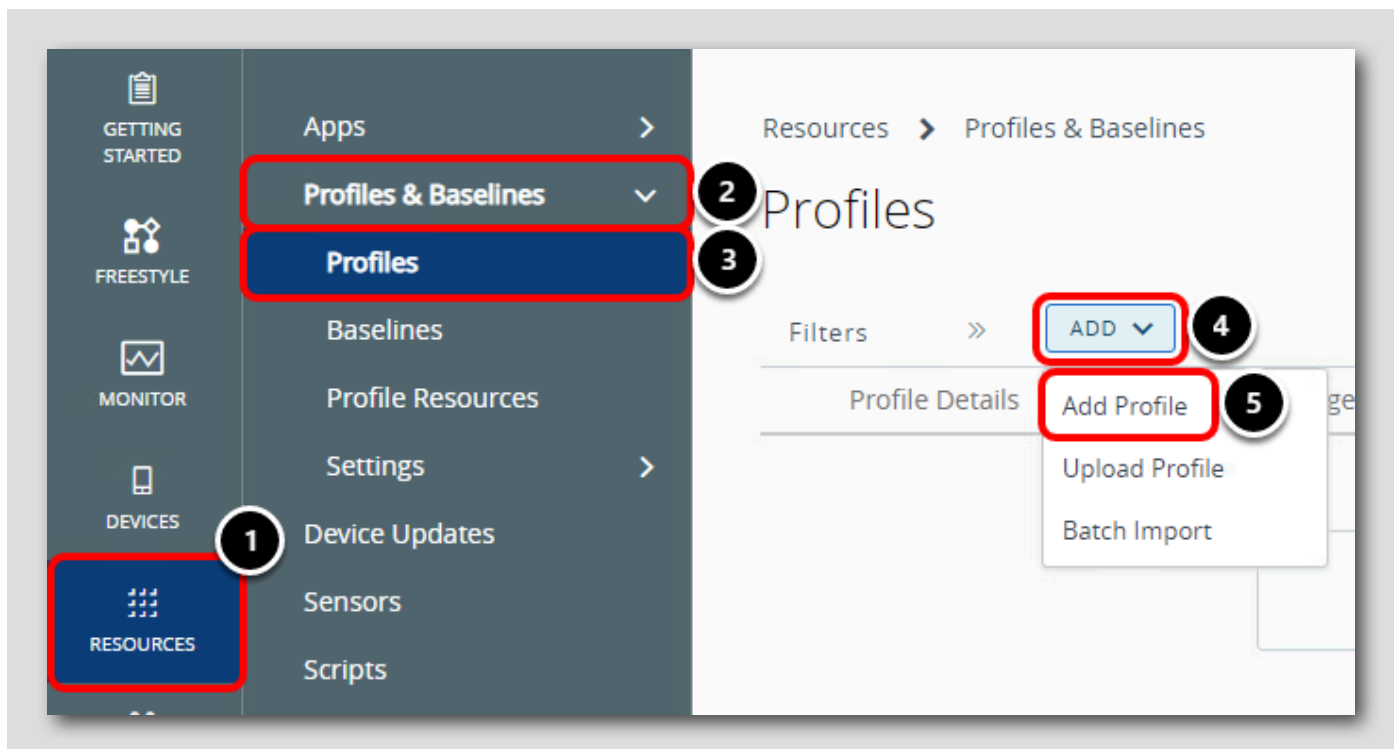 GETTING
STARTED
FREESTYLE
MONITOR
DEVICES
1
RESOURCES
Apps
Profiles & Baselines
2
Profiles
3
Baselines
Profile Resources
Settings
Device Updates
Sensors
Scripts
Resources > Profiles & Baselines
Profiles
Filters » ADD
4
Profile Details
Add Profile
5
Upload Profile
Batch Import